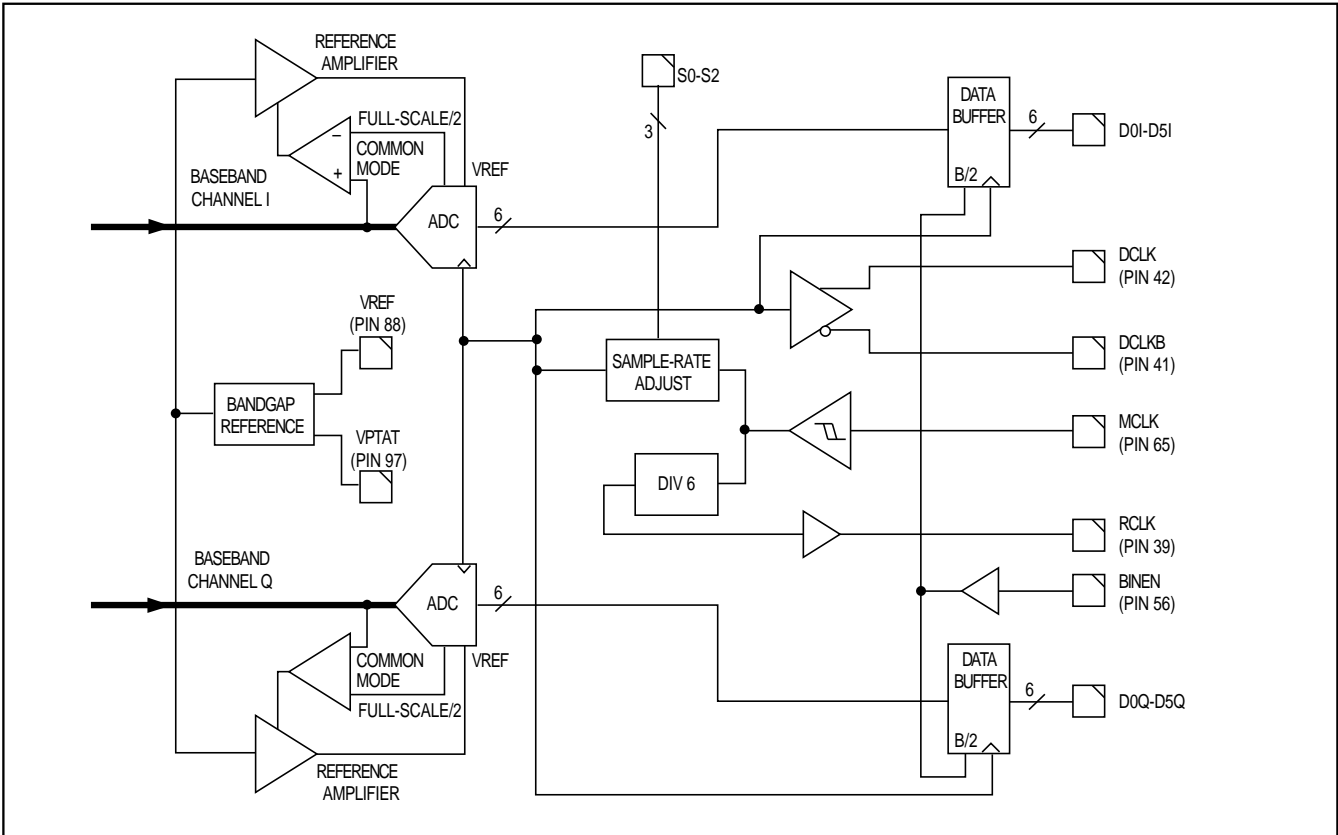 REFERENCE
AMPLIFIER
S0-S2
3
FULL-SCALE/2
–
COMMON
MODE
+
VREF
BASEBAND
CHANNEL I
ADC
6
DATA
BUFFER
B/2
6
D0I-D5I
DCLK
(PIN 42)
VREF
(PIN 88)
DCLKB
(PIN 41)
SAMPLE-RATE
ADJUST
BANDGAP
REFERENCE
MCLK
(PIN 65)
VPTAT
(PIN 97)
DIV 6
RCLK
(PIN 39)
BASEBAND
CHANNEL Q
BINEN
(PIN 56)
ADC
6
COMMON
MODE
VREF
FULL-SCALE/2
DATA
BUFFER
B/2
6
D0Q-D5Q
REFERENCE
AMPLIFIER